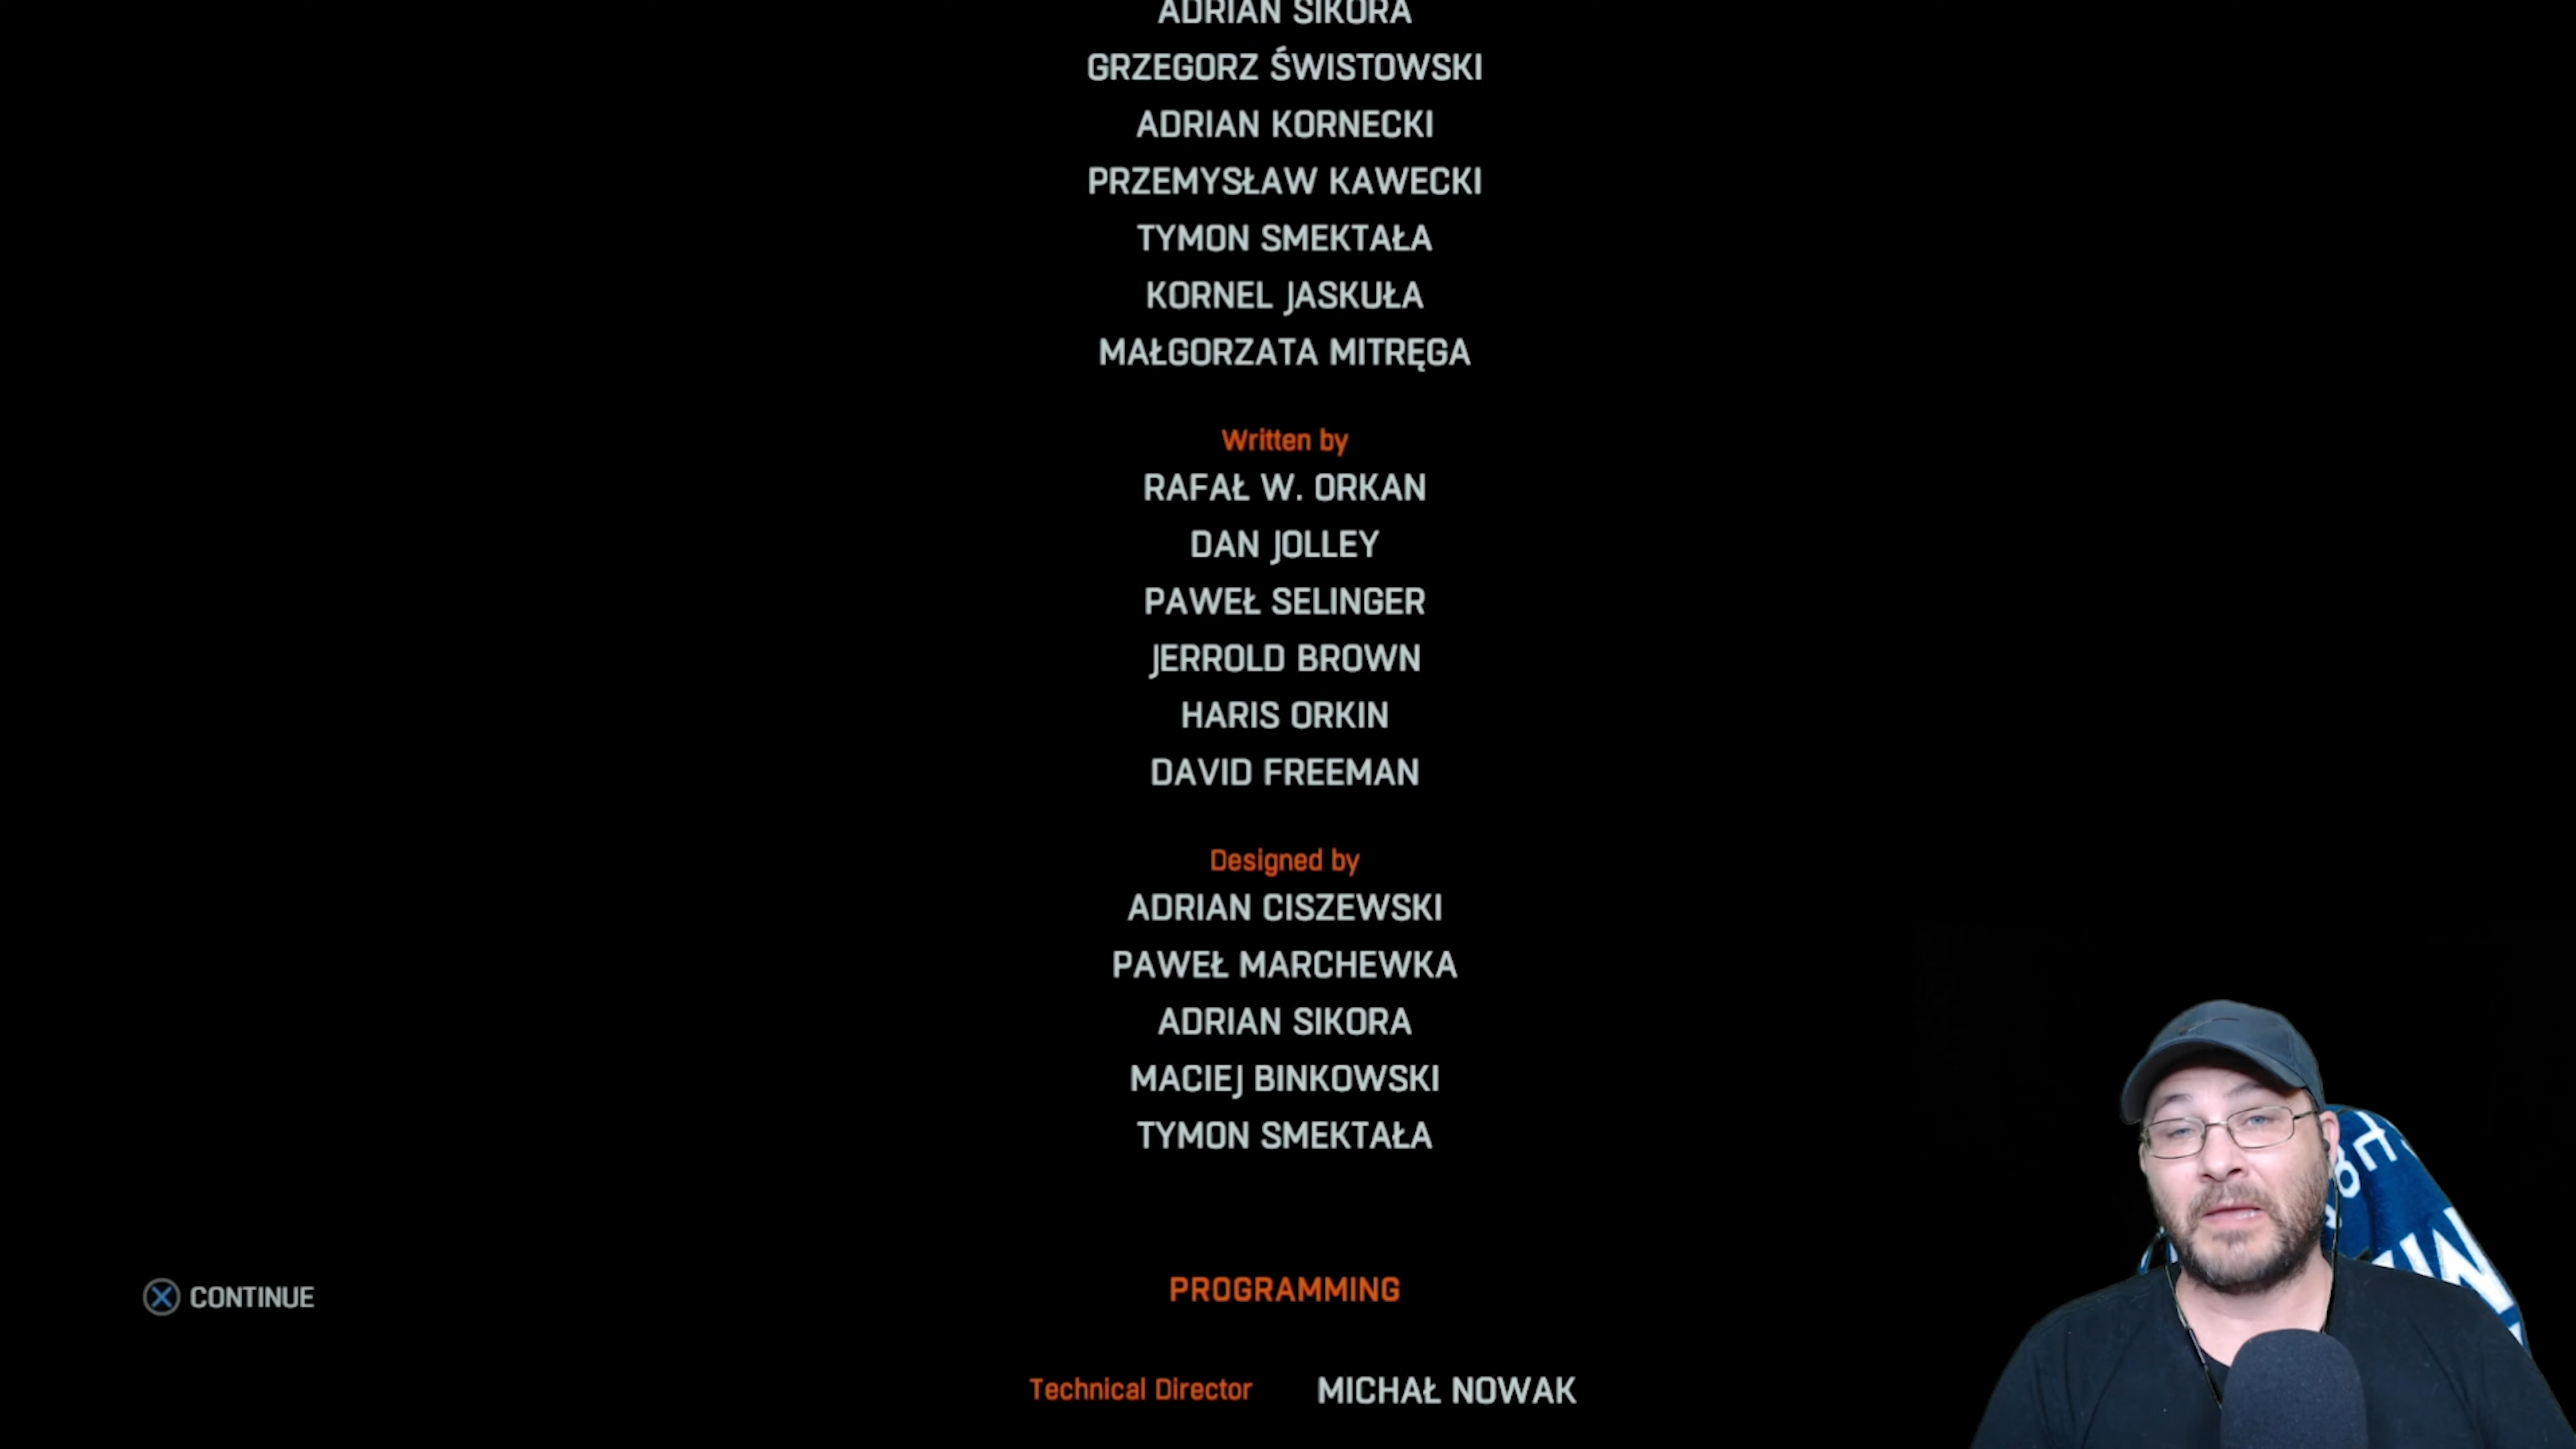 ADRIAN SIKORA
GRZEGORZ ŚWISTOWSKI
ADRIAN KORNECKI
PRZEMYSŁAW KAWECKI
TYMON SMEKTAŁA
KORNEL JASKUŁA
MAŁGORZATA MITRĘGA
Written by
RAFAŁ W. ORKAN
DAN JOLLEY
PAWEŁ SELINGER
JERROLD BROWN
HARIS ORKIN
DAVID FREEMAN
Designed by
ADRIAN CISZEWSKI
PAWEŁ MARCHEWKA
ADRIAN SIKORA
MACIEJ BINKOWSKI
TYMON SMEKTAŁA
PROGRAMMING
CONTINUE
Technical Director MICHAŁ NOWAK